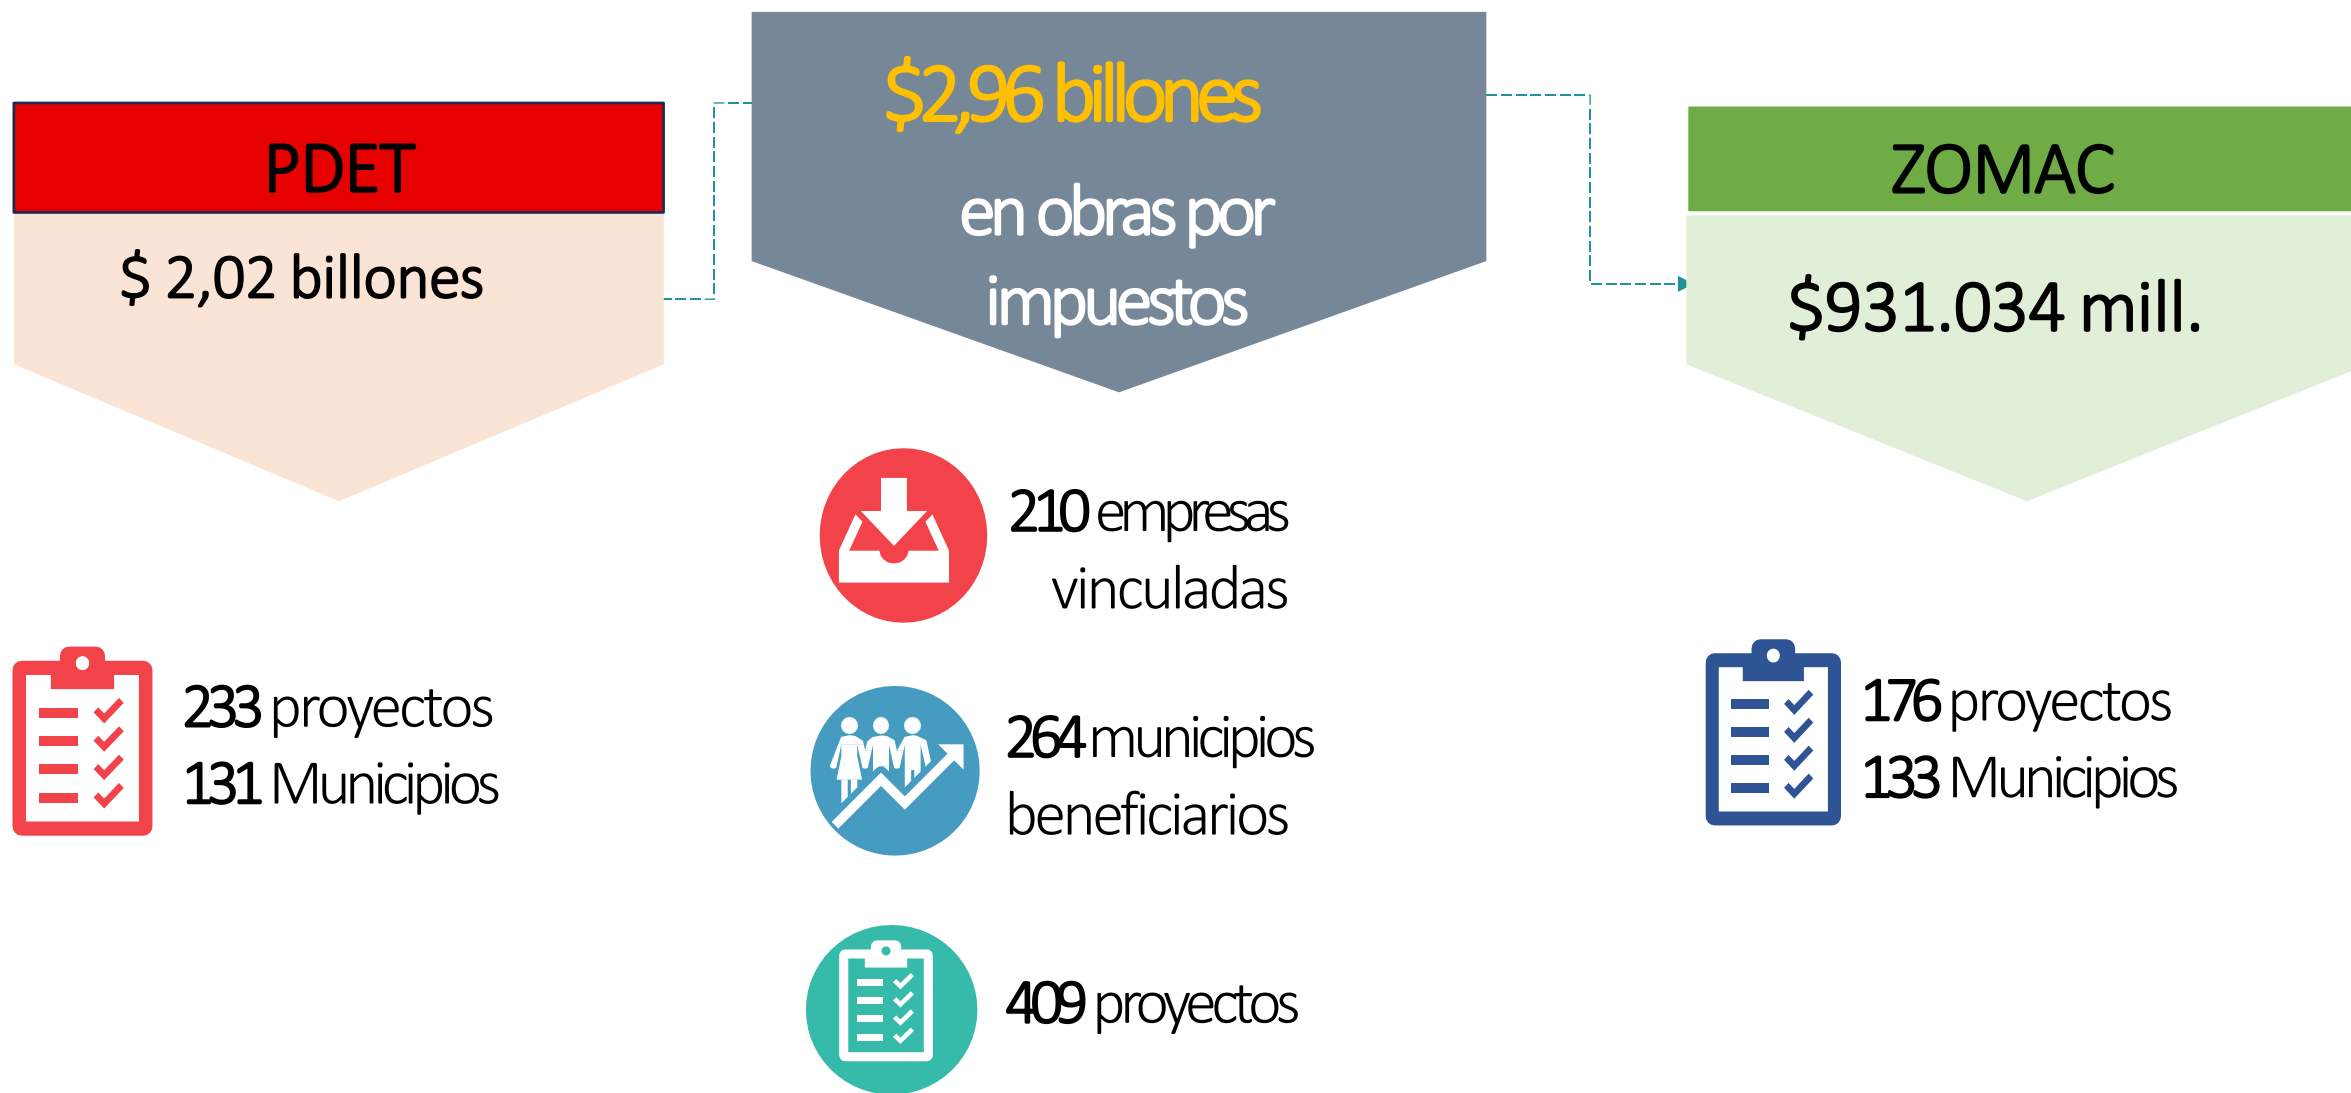 PDET
$ 2,02 billones
233 proyectos
131 Municipios
$2,96 billones
en obras por
impuestos
210 empresas
vinculadas
264 municipios
beneficiarios
409 proyectos
ZOMAC
$931.034 mill.
176 proyectos
133 Municipios